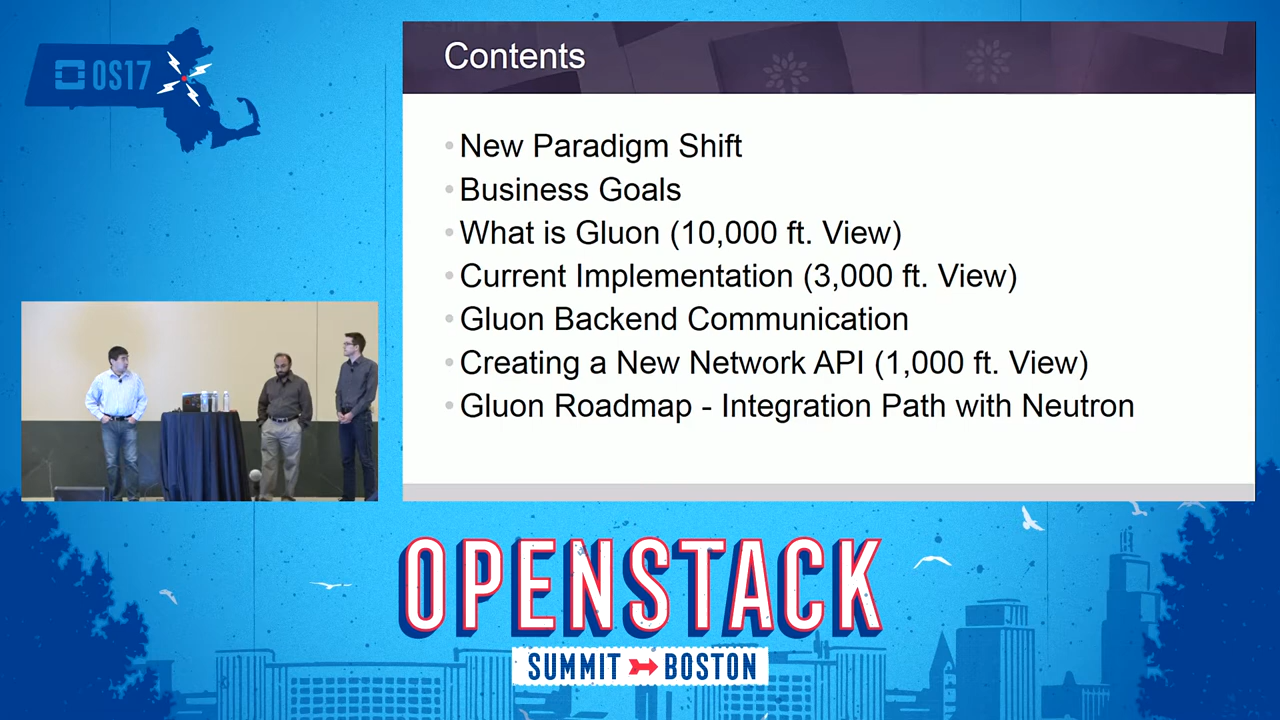 OS17
Contents
New Paradigm Shift
Business Goals
What is Gluon (10,000 ft. View)
Current Implementation (3,000 ft. View)
Gluon Backend Communication
Creating a New Network API (1,000 ft. View)
Gluon Roadmap - Integration Path with Neutron
OPENSTACK
SUMMIT BOSTON